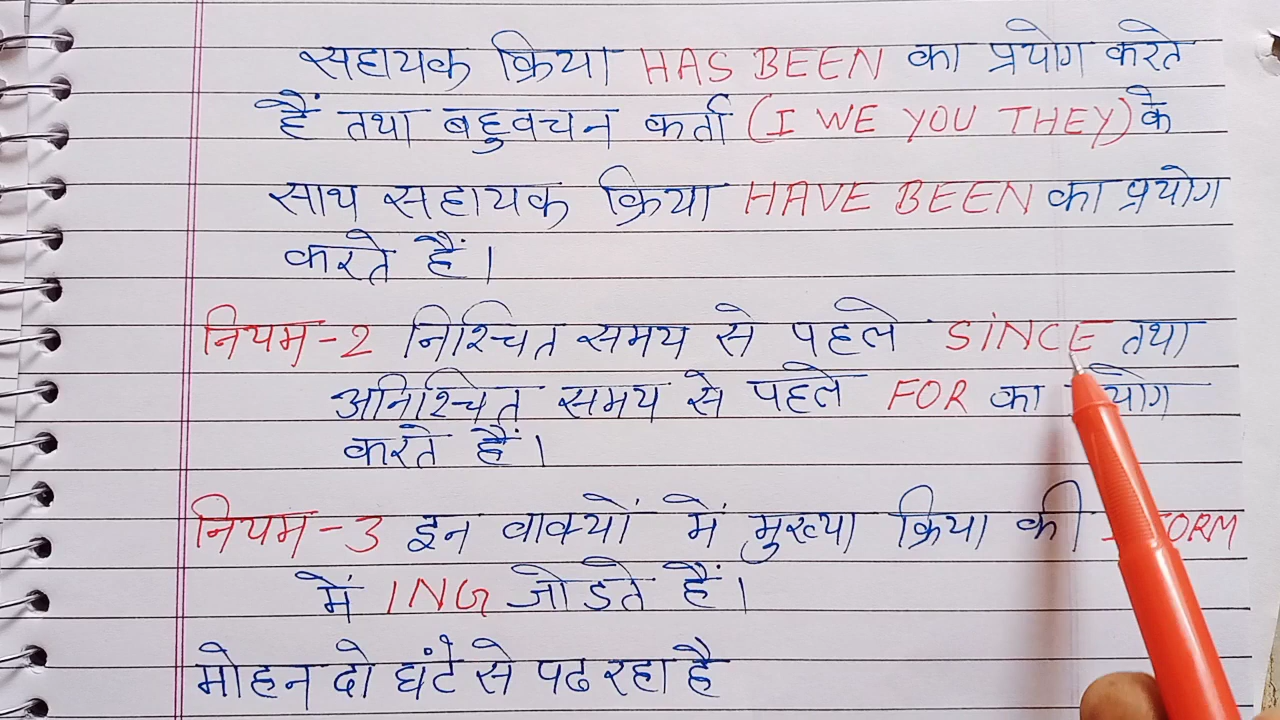 सहायक क्रिया HAS BEEN का प्रयोग करते
हैं तथा बहुवचन कर्ता (I WE YOU THEY) के
साथ सहायक क्रिया HAVE BEEN का प्रयोग
करते हैं।
नियम-2 निश्चित समय से पहले SINCE तथा
अनिश्चित समय से पहले FOR का
करते हैं।
नियम-3 इन वाक्यों में मुख्या क्रिया की
में ING जोडते हैं।
मोहन दो घंटे से पढ रहा है